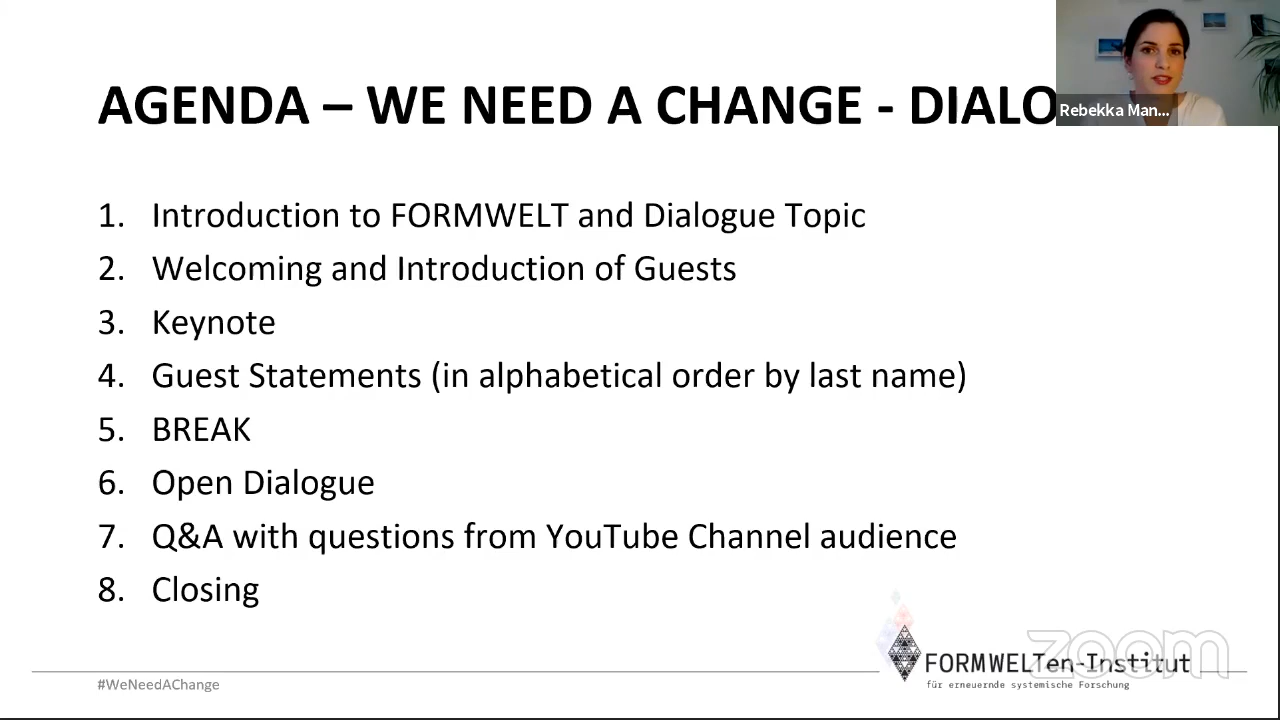 AGENDA – WE NEED A CHANGE - DIALO
Rebekka Man...
1. Introduction to FORMWELT and Dialogue Topic
2. Welcoming and Introduction of Guests
3. Keynote
4. Guest Statements (in alphabetical order by last name)
5. BREAK
6. Open Dialogue
7. Q&A with questions from YouTube Channel audience
8. Closing
zoom
FORMWELTen-Institut
für erneuernde systemische Forschung
#WeNeedAChange